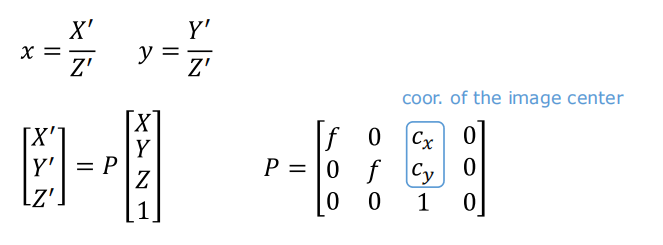 x = X′/Z′    y = Y′/Z′
coor. of the image center
[X′; Y′; Z′] = P [X; Y; Z; 1]    P = [f 0 c_x 0; 0 f c_y 0; 0 0 1 0]